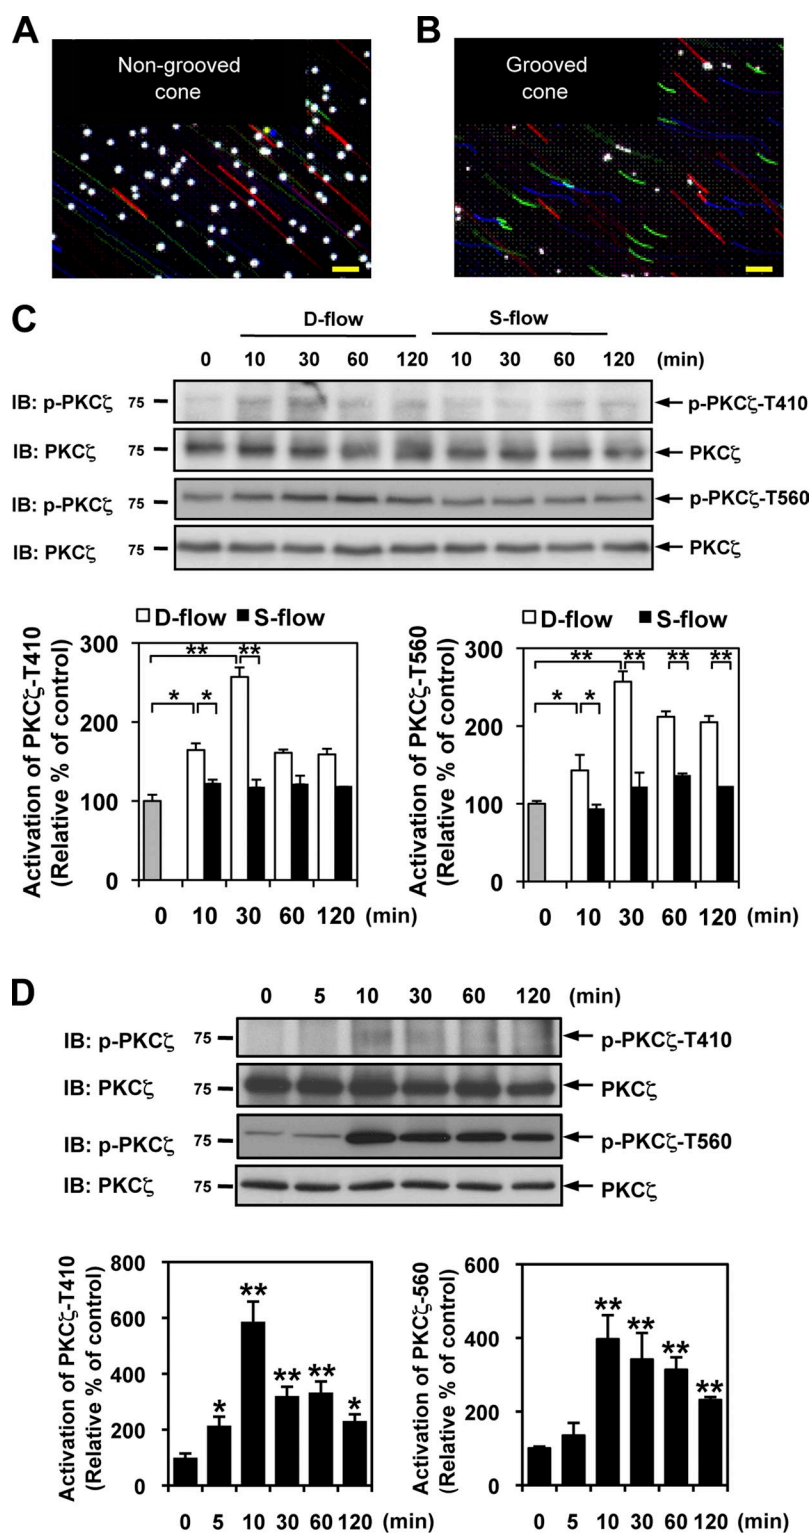 A
Non-grooved
cone
B
Grooved
cone
C
D-flow S-flow
0 10 30 60 120 10 30 60 120 (min)
IB: p-PKCζ 75 p-PKCζ-T410
IB: PKCζ 75 PKCζ
IB: p-PKCζ 75 p-PKCζ-T560
IB: PKCζ 75 PKCζ
D-flow S-flow
Activation of PKCζ-T410
(Relative % of control)
300
200
100
0
** **
* *
0 10 30 60 120 (min)
D-flow S-flow
Activation of PKCζ-T560
(Relative % of control)
300
200
100
0
** ** ** **
* *
0 10 30 60 120 (min)
D
0 5 10 30 60 120 (min)
IB: p-PKCζ 75 p-PKCζ-T410
IB: PKCζ 75 PKCζ
IB: p-PKCζ 75 p-PKCζ-T560
IB: PKCζ 75 PKCζ
Activation of PKCζ-T410
(Relative % of control)
800
600
400
200
0
* ** ** ** *
0 5 10 30 60 120 (min)
Activation of PKCζ-560
(Relative % of control)
600
400
200
0
** ** ** **
0 5 10 30 60 120 (min)